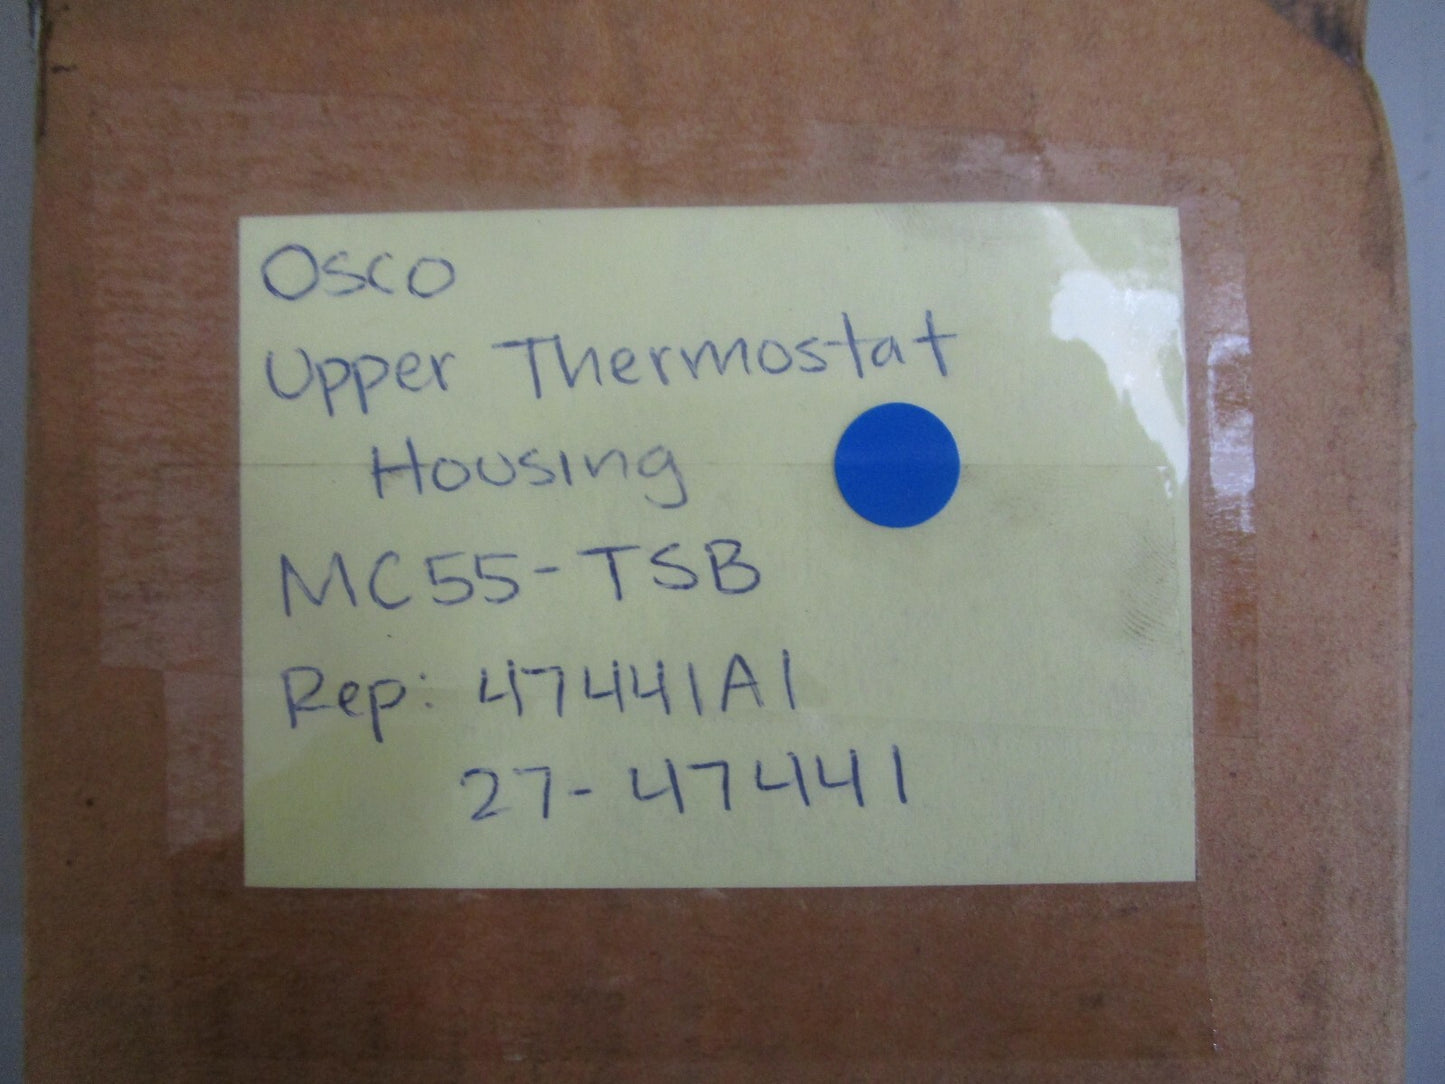 Osco
Upper Thermostat
Housing
MC55-TSB
Rep: 47441A1
27-47441